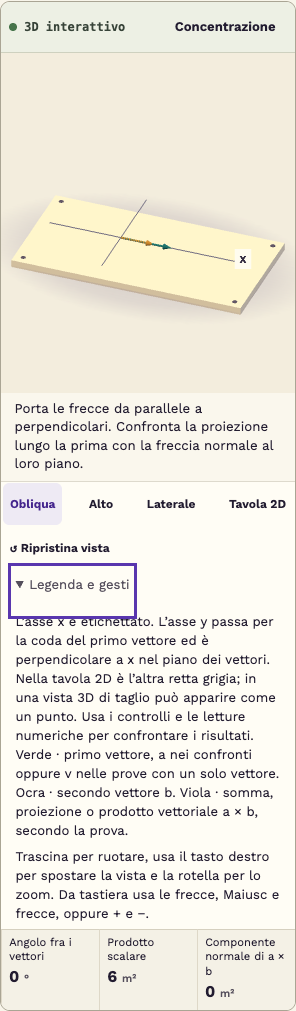 3D interattivo
Concentrazione
x
Porta le frecce da parallele a
perpendicolari. Confronta la proiezione
lungo la prima con la freccia normale al
loro piano.
Obliqua Alto Laterale Tavola 2D
↺ Ripristina vista
▼ Legenda e gesti
L’asse x è etichettato. L’asse y passa per
la coda del primo vettore ed è
perpendicolare a x nel piano dei vettori.
Nella tavola 2D è l’altra retta grigia; in
una vista 3D di taglio può apparire come
un punto. Usa i controlli e le letture
numeriche per confrontare i risultati.
Verde · primo vettore, a nei confronti
oppure v nelle prove con un solo vettore.
Ocra · secondo vettore b. Viola · somma,
proiezione o prodotto vettoriale a × b,
secondo la prova.
Trascina per ruotare, usa il tasto destro
per spostare la vista e la rotella per lo
zoom. Da tastiera usa le frecce, Maiusc e
frecce, oppure + e −.
Angolo fra i
vettori
0 °
Prodotto
scalare
6 m²
Componente
normale di a ×
b
0 m²